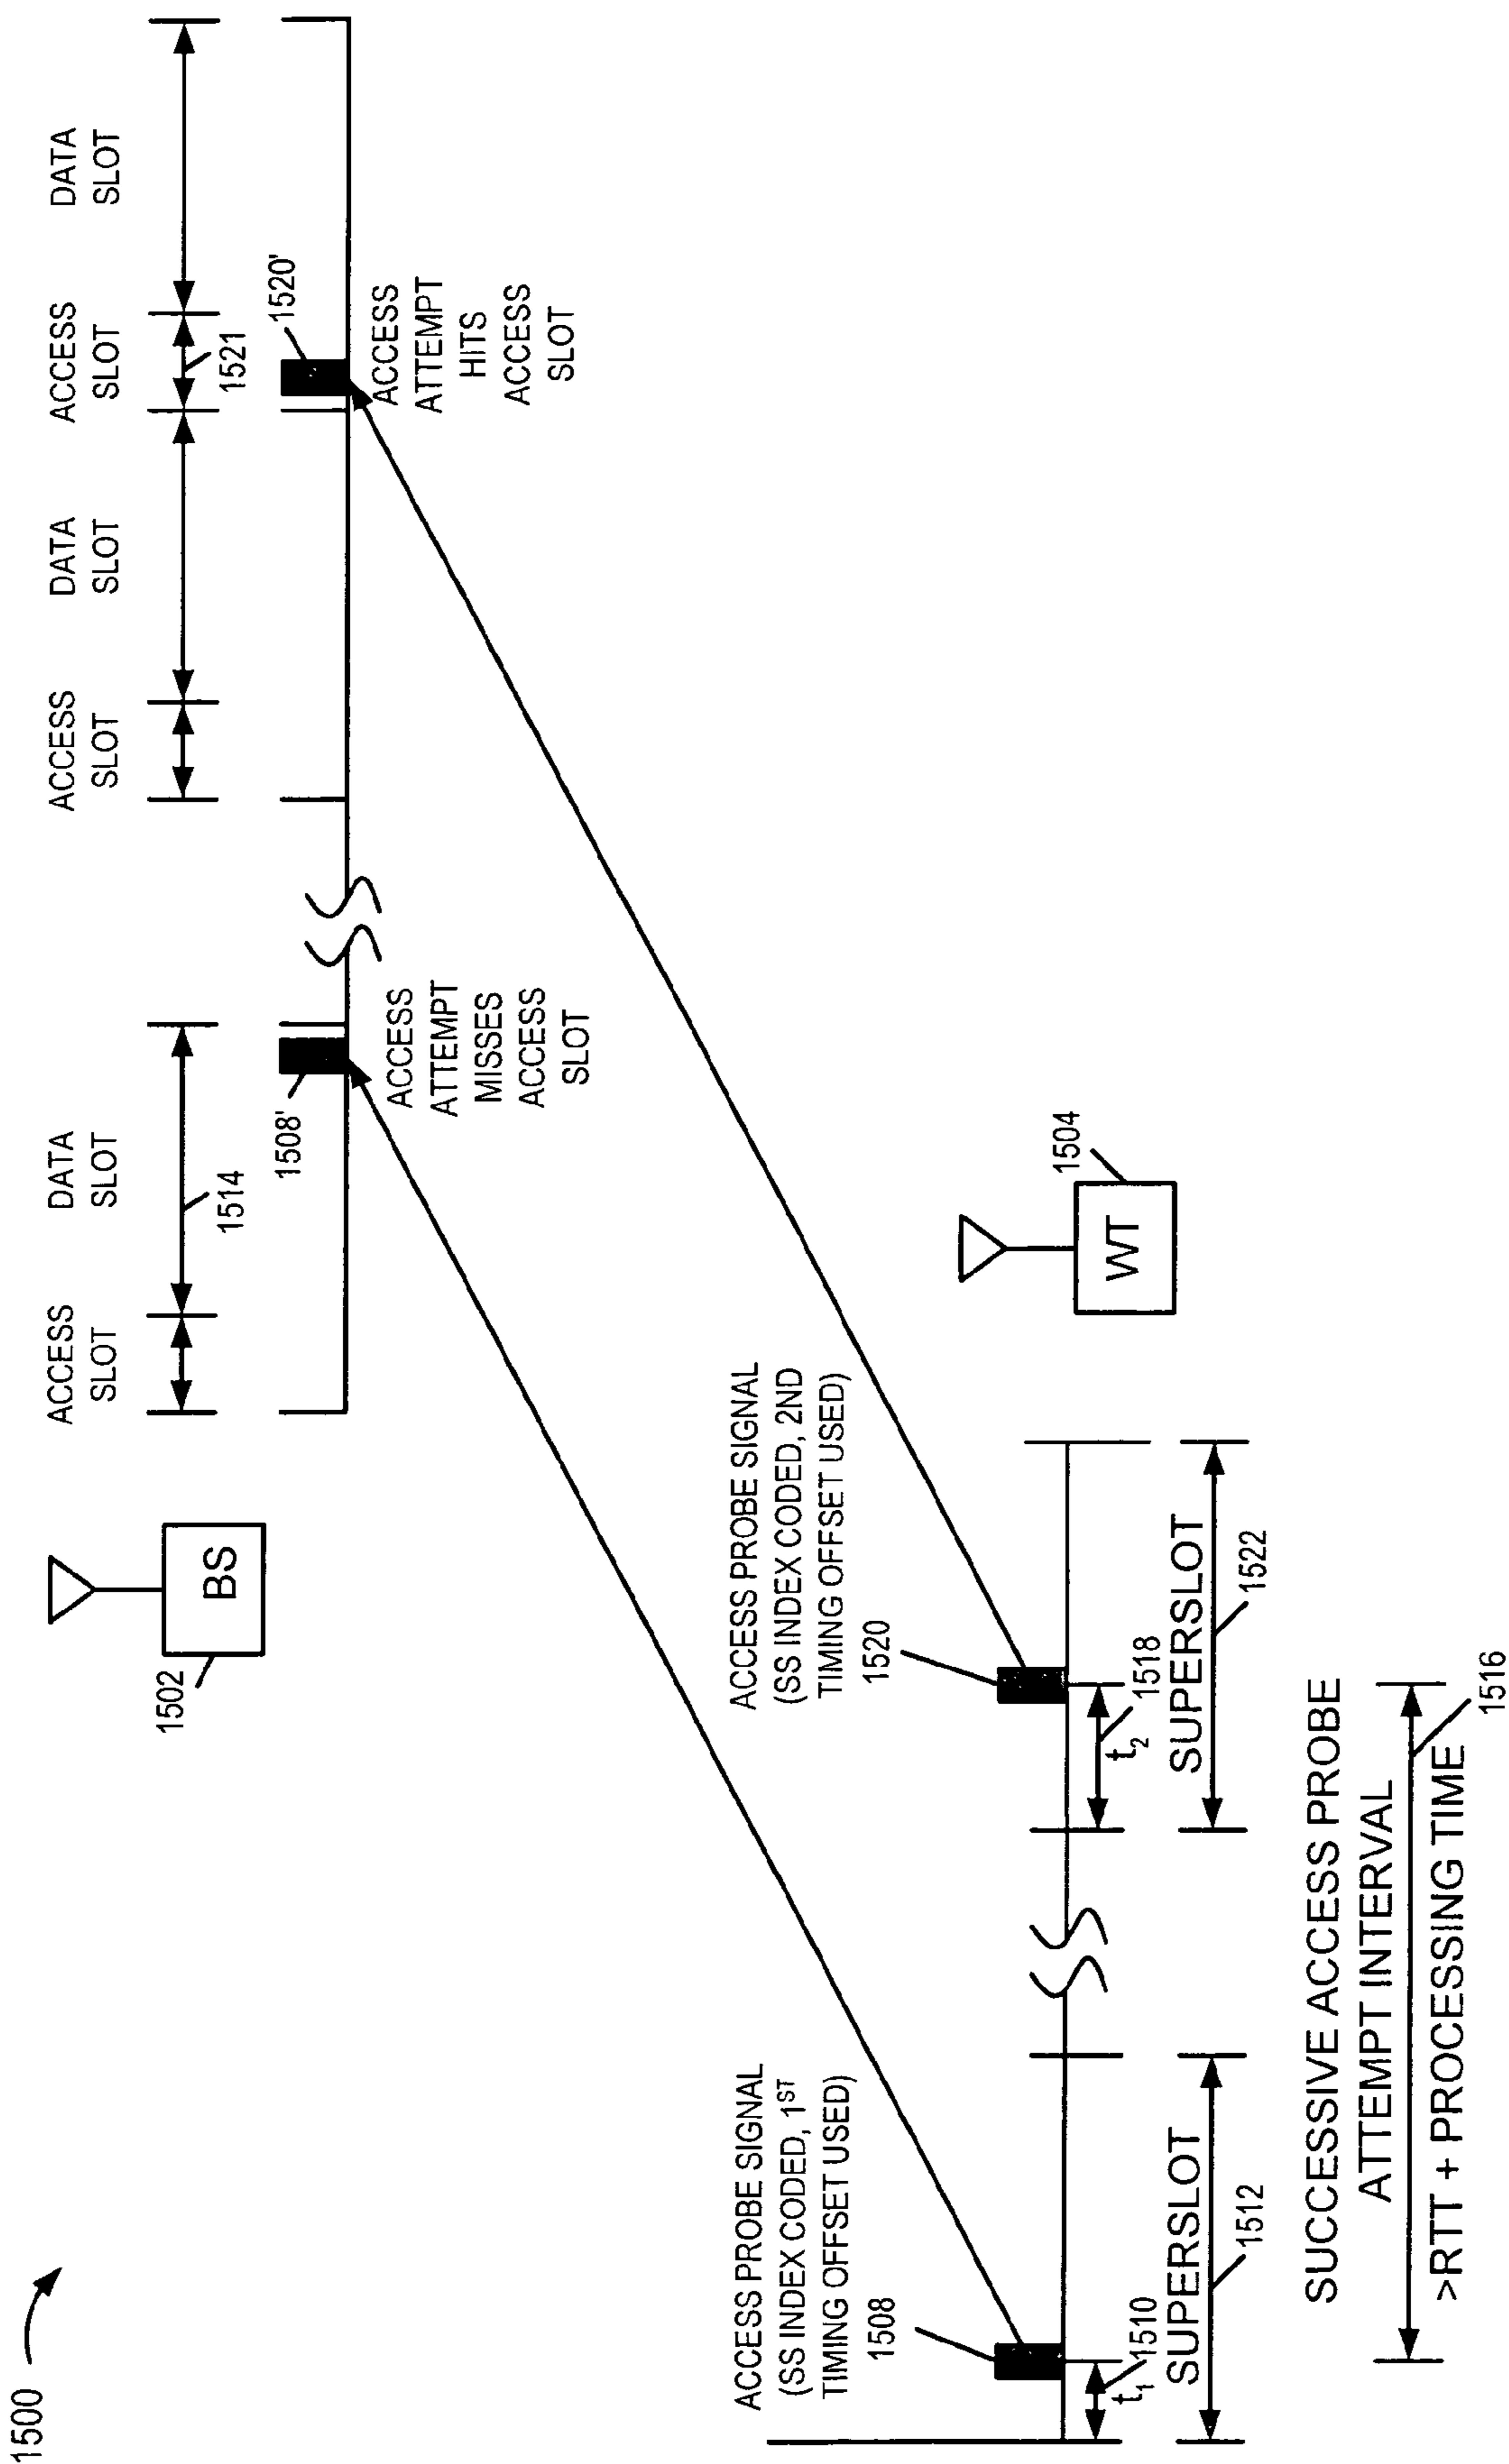 1500
1502
BS
ACCESS
SLOT
DATA
SLOT
1514
1508'
ACCESS
ATTEMPT
MISSES
ACCESS
SLOT
ACCESS
SLOT
DATA
SLOT
ACCESS
SLOT
1521
DATA
SLOT
1520'
ACCESS
ATTEMPT
HITS
ACCESS
SLOT
ACCESS PROBE SIGNAL
(SS INDEX CODED, 1ST
TIMING OFFSET USED)
1508
t1
1510
SUPERSLOT
1512
ACCESS PROBE SIGNAL
(SS INDEX CODED, 2ND
TIMING OFFSET USED)
1520
t2
1518
SUPERSLOT
1522
WT
1504
SUCCESSIVE ACCESS PROBE
ATTEMPT INTERVAL
>RTT + PROCESSING TIME
1516